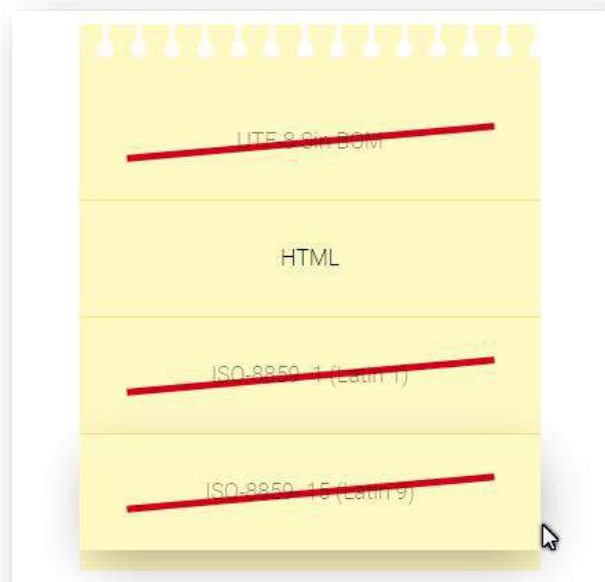 UTF-8 Sin BOM
HTML
ISO-8859-1 (Latin 1)
ISO-8859-15 (Latin 9)